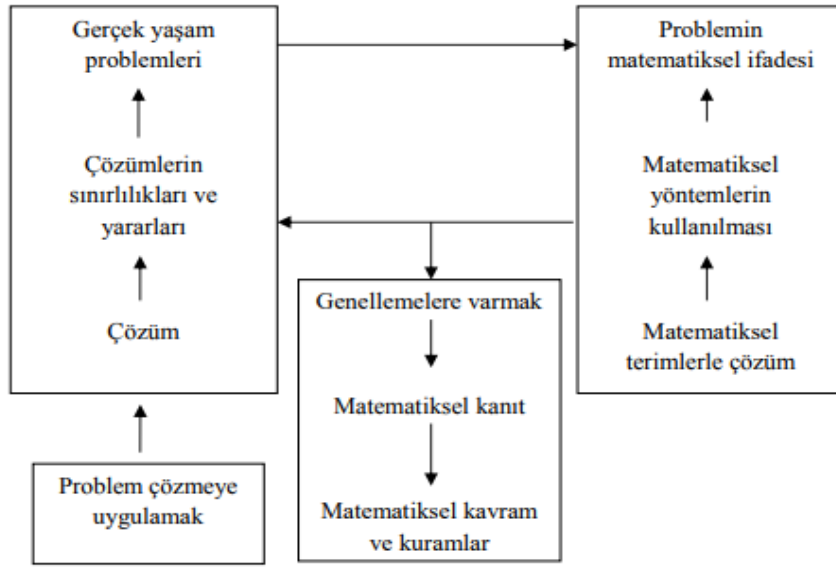 Gerçek yaşam
problemleri
Çözümlerin
sınırlılıkları ve
yararları
Çözüm
Problem çözmeye
uygulamak
Genellemelere varmak
Matematiksel kanıt
Matematiksel kavram
ve kuramlar
Problemin
matematiksel ifadesi
Matematiksel
yöntemlerin
kullanılması
Matematiksel
terimlerle çözüm